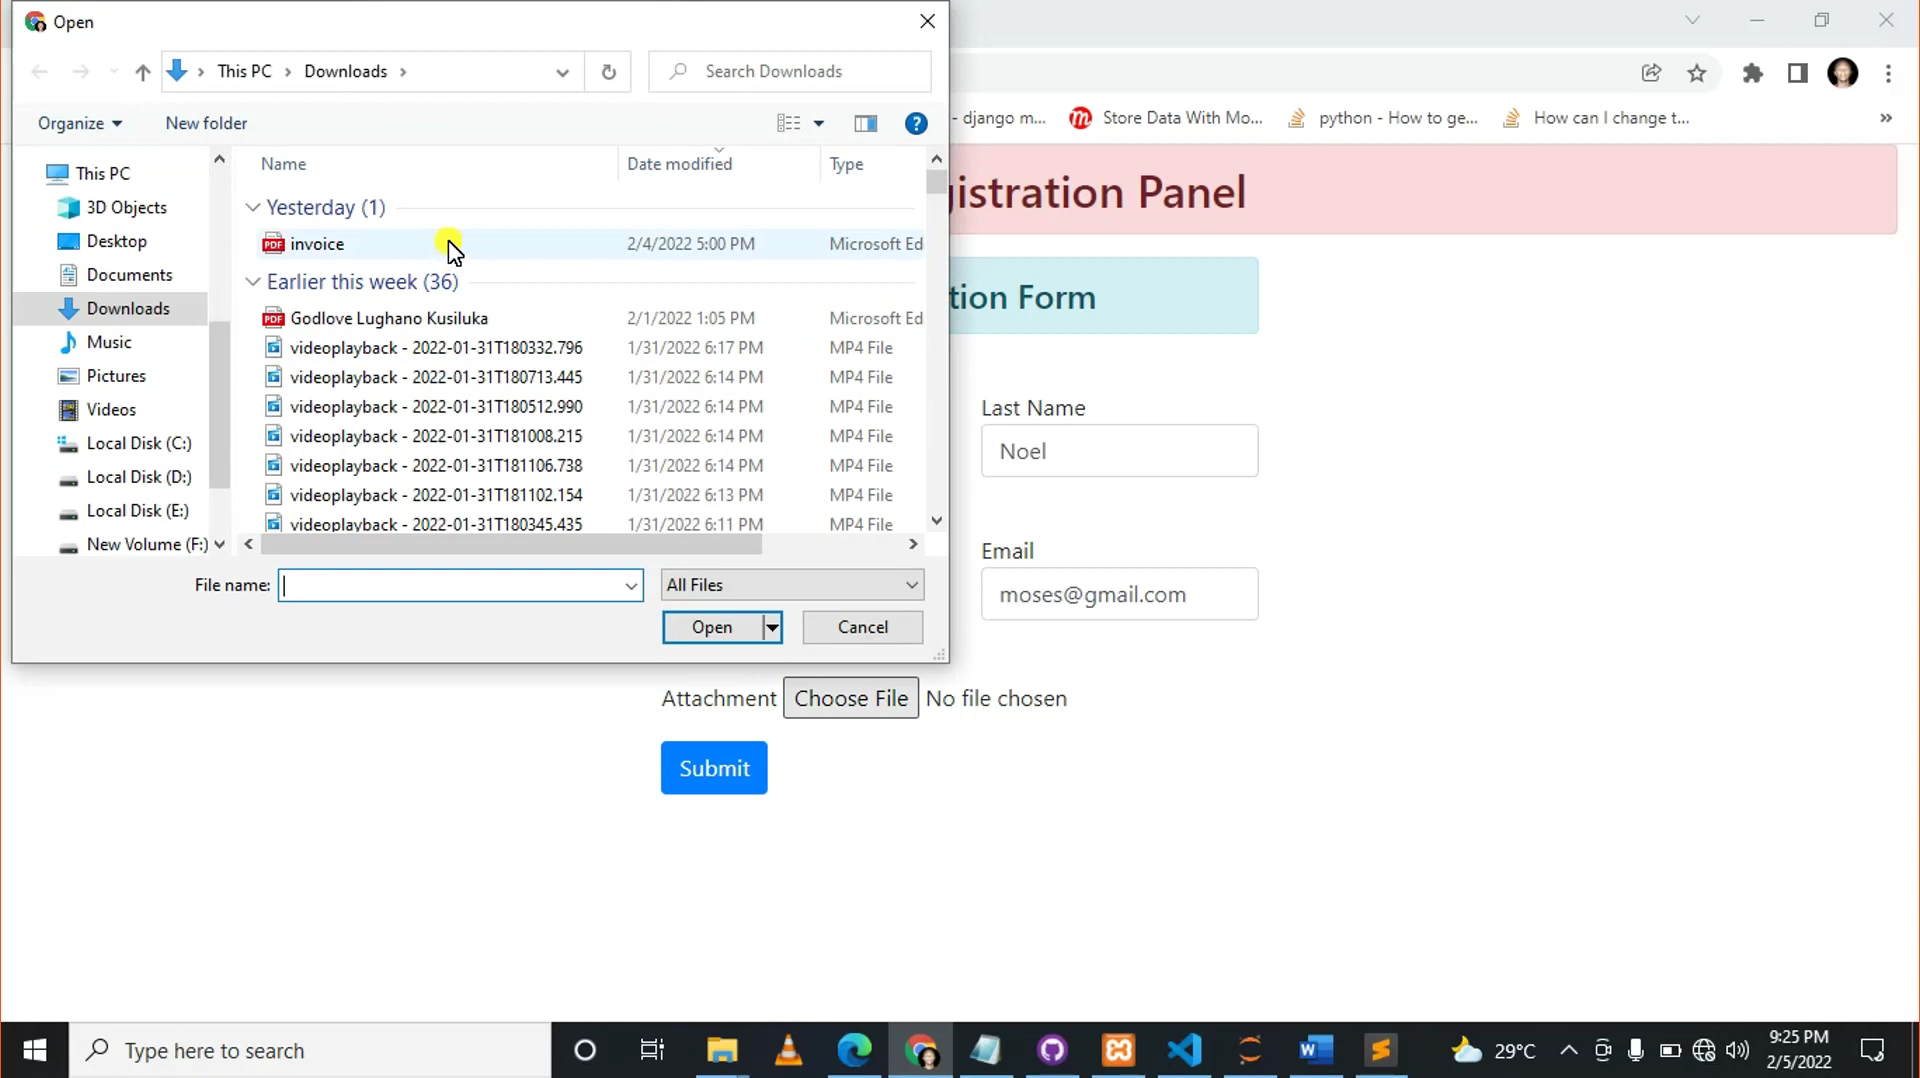 Open
This PC
Downloads
Search Downloads
Organize
New folder
- django m...
Store Data With Mo...
python - How to ge...
How can I change t...
»
Name
Date modified
Type
This PC
3D Objects
Desktop
Documents
Downloads
Music
Pictures
Videos
Local Disk (C:)
Local Disk (D:)
Local Disk (E:)
New Volume (F:)
Yesterday (1)
PDF invoice 2/4/2022 5:00 PM Microsoft Ed
Earlier this week (36)
PDF Godlove Lughano Kusiluka 2/1/2022 1:05 PM Microsoft Ed
videoplayback - 2022-01-31T180332.796 1/31/2022 6:17 PM MP4 File
videoplayback - 2022-01-31T180713.445 1/31/2022 6:14 PM MP4 File
videoplayback - 2022-01-31T180512.990 1/31/2022 6:14 PM MP4 File
videoplayback - 2022-01-31T181008.215 1/31/2022 6:14 PM MP4 File
videoplayback - 2022-01-31T181106.738 1/31/2022 6:14 PM MP4 File
videoplayback - 2022-01-31T181102.154 1/31/2022 6:13 PM MP4 File
videoplayback - 2022-01-31T180345.435 1/31/2022 6:11 PM MP4 File
File name:
All Files
Open
Cancel
istration Panel
tion Form
Last Name
Noel
Email
moses@gmail.com
Attachment Choose File No file chosen
Submit
Type here to search
29°C
9:25 PM
2/5/2022